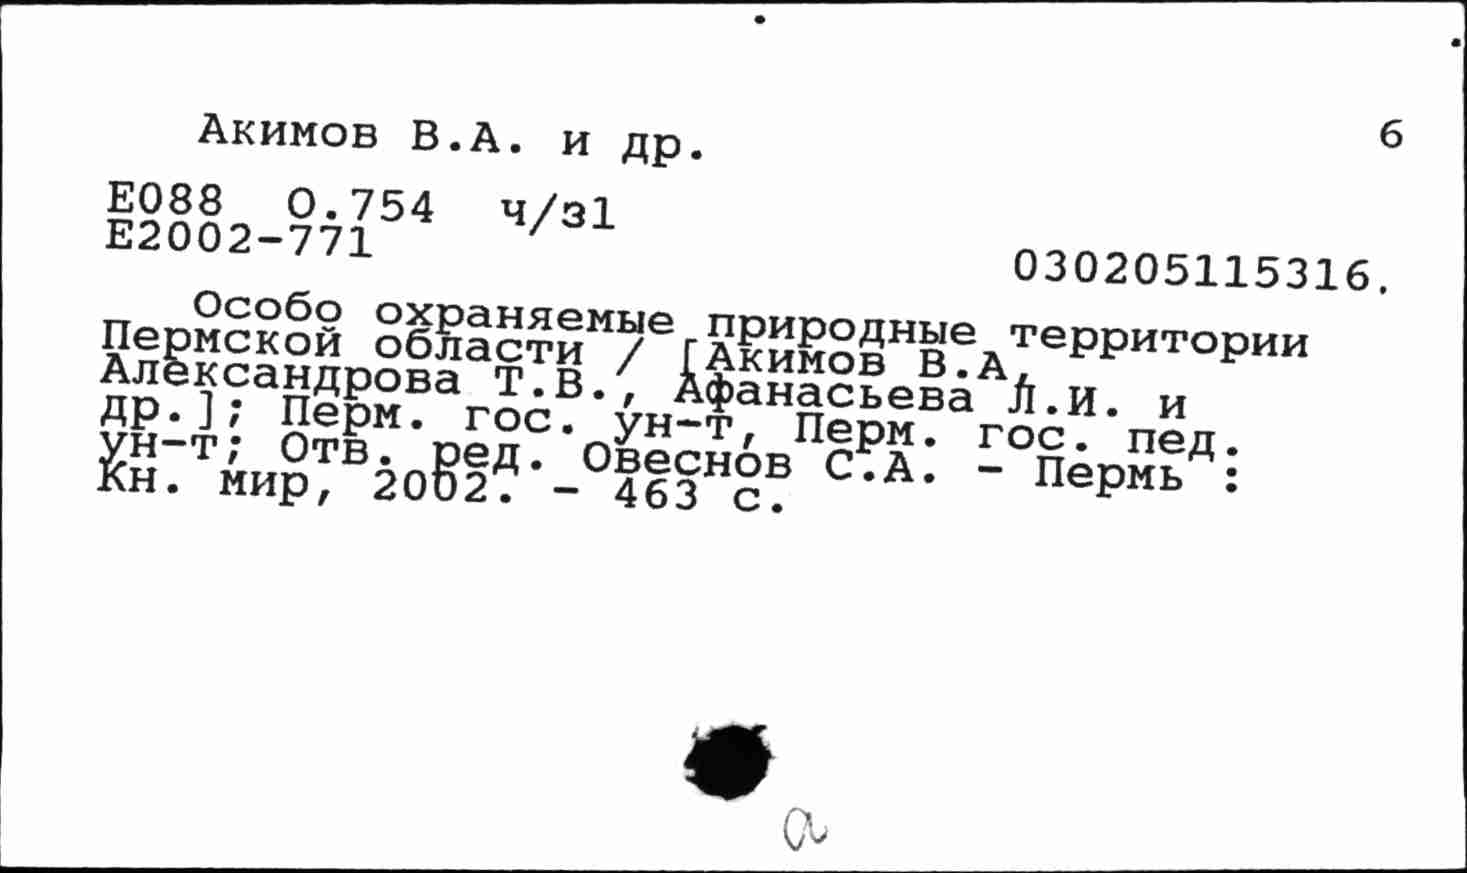 Акимов В.А. и др.
6
Е088 О.754 ч/з1
Е2002-771
030205115316.
Особо охраняемые природные территории
Пермской области / [Акимов В.А,
Александрова Т.В., Афанасьева Л.И. и
др.]; Перм. гос. ун-т, Перм. гос. пед.
ун-т; Отв. ред. Овеснов С.А. - Пермь :
Кн. мир, 2002. - 463 с.
а